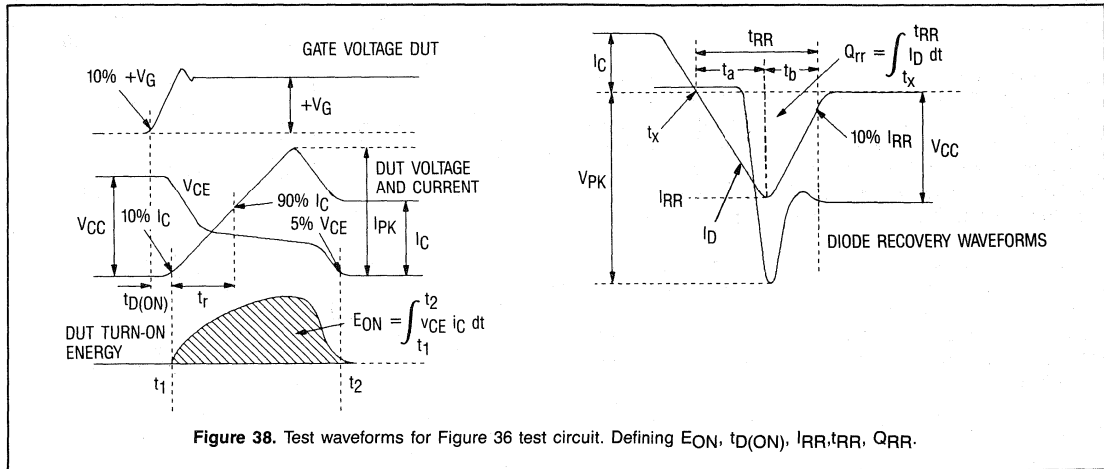 GATE VOLTAGE DUT
10% +VG
+VG
DUT VOLTAGE
AND CURRENT
VCE
VCC
10% IC
90% IC
5% VCE
IPK
IC
tD(ON)
tr
DUT TURN-ON
ENERGY
EON = ∫ t1 t2 vCE iC dt
t1
t2
tRR
Qrr = ∫ tX tRR ID dt
IC
ta
tb
tX
10% IRR
VCC
VPK
IRR
ID
DIODE RECOVERY WAVEFORMS
Figure 38. Test waveforms for Figure 36 test circuit. Defining EON, tD(ON), IRR,tRR, QRR.